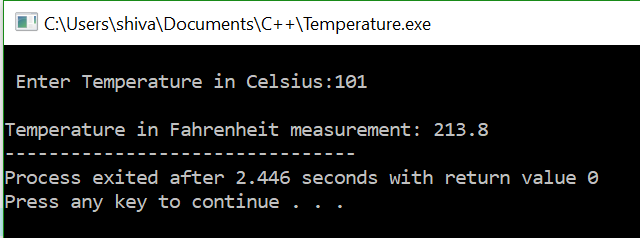 C:\Users\shiva\Documents\C++\Temperature.exe
Enter Temperature in Celsius:101
Temperature in Fahrenheit measurement: 213.8
--------------------------------
Process exited after 2.446 seconds with return value 0
Press any key to continue . . .